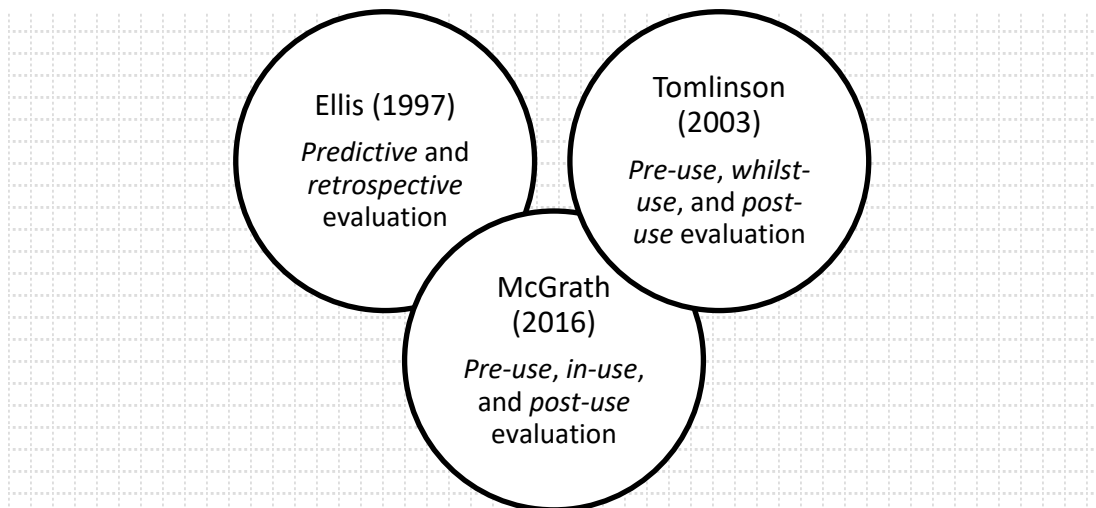 Ellis (1997)
Predictive and
retrospective
evaluation
Tomlinson
(2003)
Pre-use, whilst-
use, and post-
use evaluation
McGrath
(2016)
Pre-use, in-use,
and post-use
evaluation